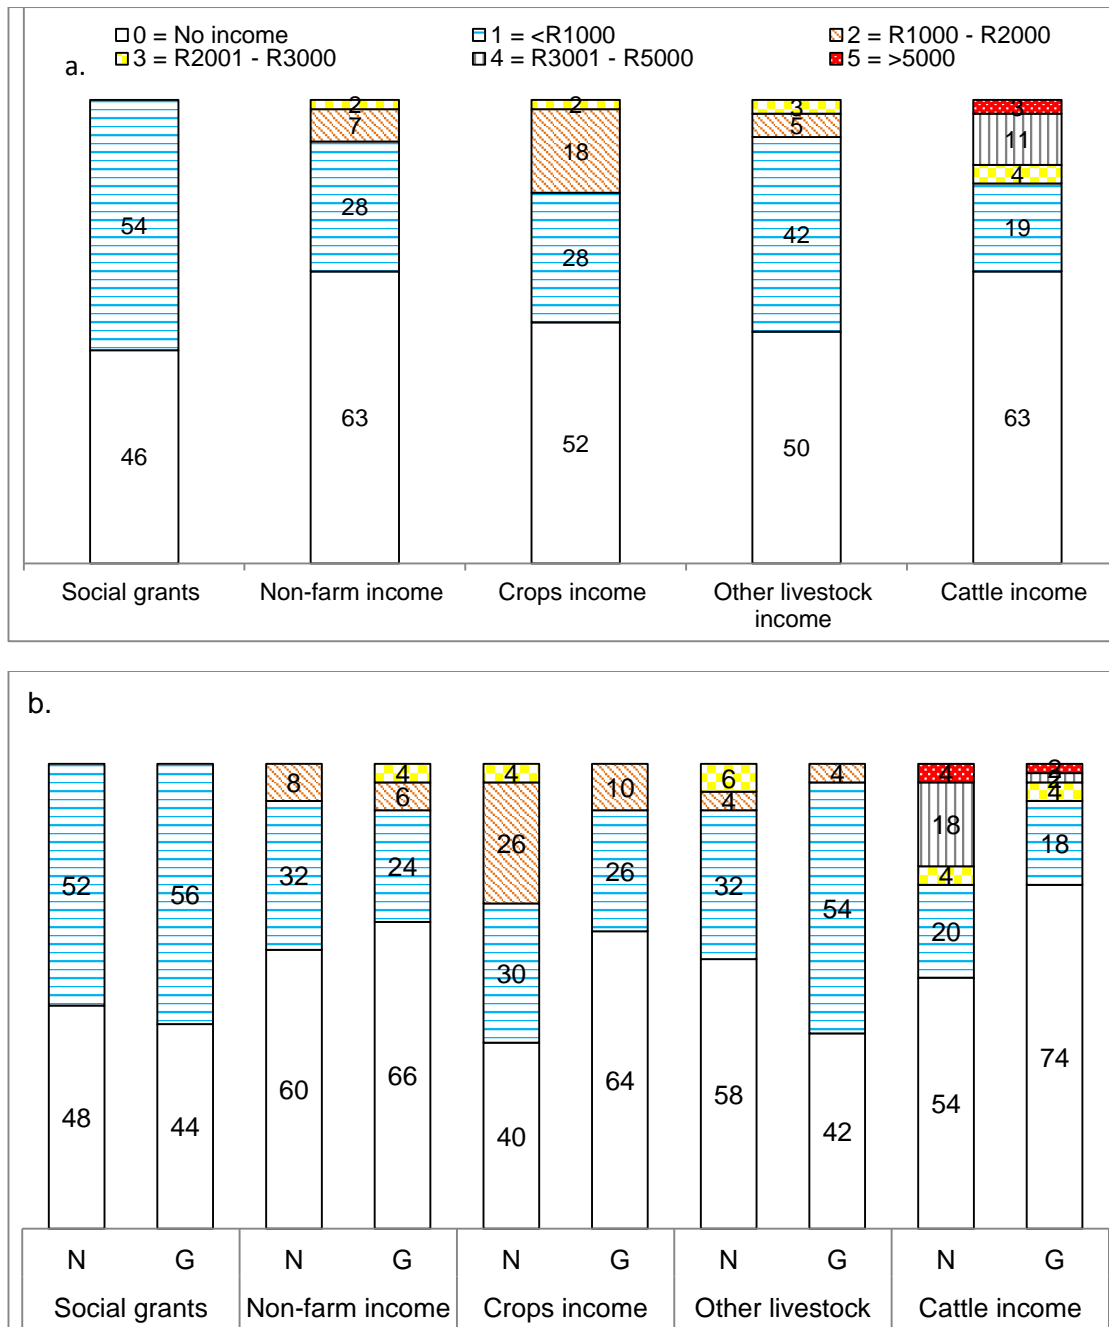 0 = No income 1 = <R1000 2 = R1000 - R2000
3 = R2001 - R3000 4 = R3001 - R5000 5 = >5000
a.
2 2 3 3
7 18 5 11
4
54 28 28 42 19
46 63 52 50 63
Social grants Non-farm income Crops income Other livestock income Cattle income
b.
8 4 4 10 6 4 4 2
6 26 4 18 2
4 4
52 56 32 24 30 26 32 54 20 18
48 44 60 66 40 64 58 42 54 74
N G N G N G N G N G
Social grants Non-farm income Crops income Other livestock Cattle income